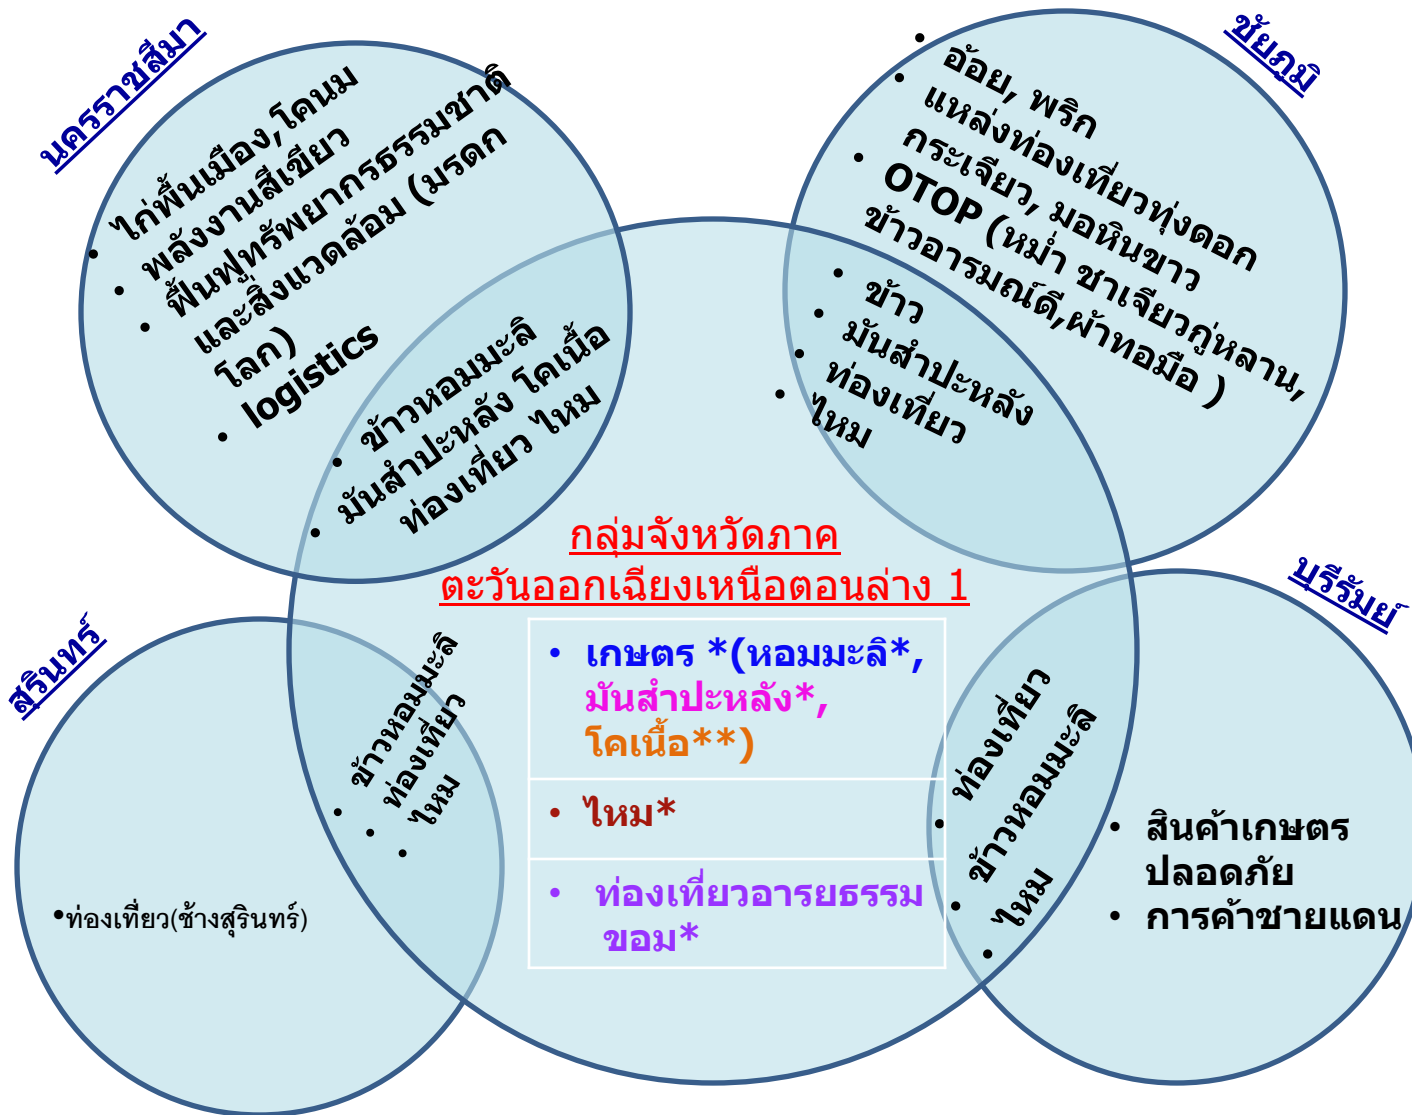 นครราชสีมา
• ไก่พื้นเมือง,โคนม
• พลังงานสีเขียว
• ฟื้นฟูทรัพยากรธรรมชาติ
และสิ่งแวดล้อม (มรดก
โลก)
• logistics
• ข้าวหอมมะลิ
• มันสำปะหลัง โคเนื้อ
ท่องเที่ยว ไหม
ชัยภูมิ
• อ้อย, พริก
• แหล่งท่องเที่ยวทุ่งดอก
กระเจียว, มอหินขาว
• OTOP (หม่ำ ชาเจียวกู่หลาน,
ข้าวอารมณ์ดี,ผ้าทอมือ )
• ข้าว
• มันสำปะหลัง
• ท่องเที่ยว
• ไหม
กลุ่มจังหวัดภาค
ตะวันออกเฉียงเหนือตอนล่าง 1
• เกษตร *(หอมมะลิ*,
มันสำปะหลัง*,
โคเนื้อ**)
• ไหม*
• ท่องเที่ยวอารยธรรม
ขอม*
สุรินทร์
• ข้าวหอมมะลิ
• ท่องเที่ยว
• ไหม
•ท่องเที่ยว(ช้างสุรินทร์)
บุรีรัมย์
• ท่องเที่ยว
• ข้าวหอมมะลิ
• ไหม
• สินค้าเกษตร
ปลอดภัย
• การค้าชายแดน